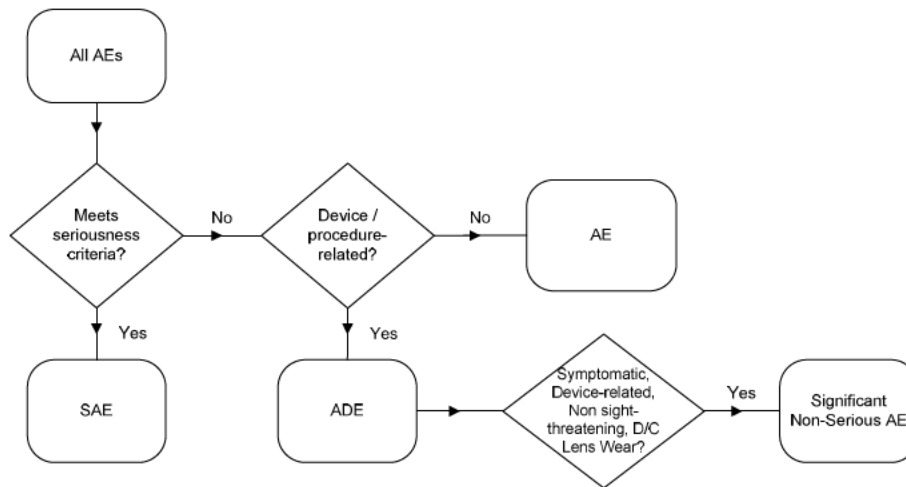 All AEs
Meets
seriousness
criteria?
No
Device /
procedure-
related?
No
AE
Yes
SAE
Yes
ADE
Symptomatic,
Device-related,
Non sight-
threatening, D/C
Lens Wear?
Yes
Significant
Non-Serious AE